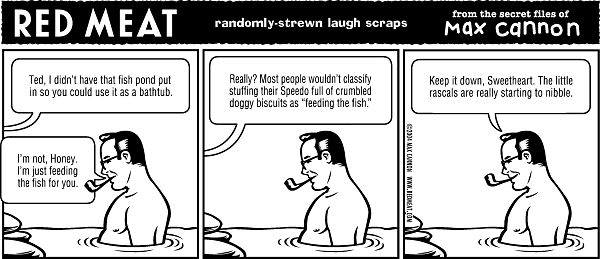 RED MEAT
randomly-strewn laugh scraps
from the secret files of
Max cannon
Ted, I didn't have that fish pond put
in so you could use it as a bathtub.
I'm not, Honey.
I'm just feeding
the fish for you.
Really? Most people wouldn't classify
stuffing their Speedo full of crumbled
doggy biscuits as "feeding the fish."
Keep it down, Sweetheart. The little
rascals are really starting to nibble.
©2004 MAX CANNON WWW.REDMEAT.COM